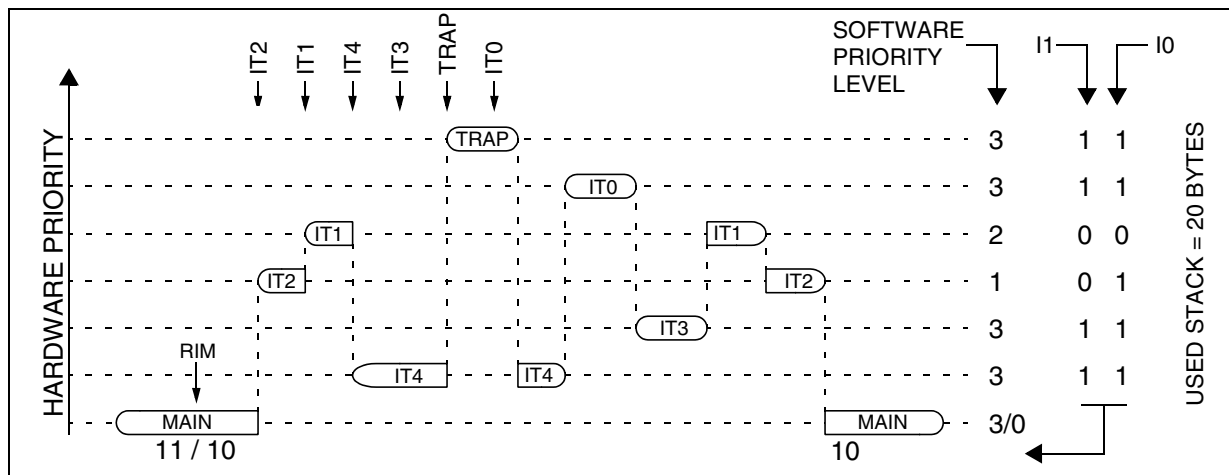 IT2
IT1
IT4
IT3
TRAP
IT0
SOFTWARE
PRIORITY
LEVEL
I1
I0
HARDWARE PRIORITY
TRAP
3
1 1
IT0
3
1 1
IT1
IT1
2
0 0
IT2
IT2
1
0 1
IT3
3
1 1
RIM
IT4
IT4
3
1 1
MAIN
MAIN
3/0
11 / 10
10
USED STACK = 20 BYTES